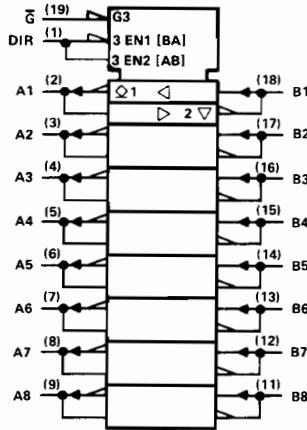 G (19) G3
DIR (1) 3 EN1 [BA]
3 EN2 [AB]
A1 (2) 1 (18) B1
2
A2 (3) (17) B2
A3 (4) (16) B3
A4 (5) (15) B4
A5 (6) (14) B5
A6 (7) (13) B6
A7 (8) (12) B7
A8 (9) (11) B8